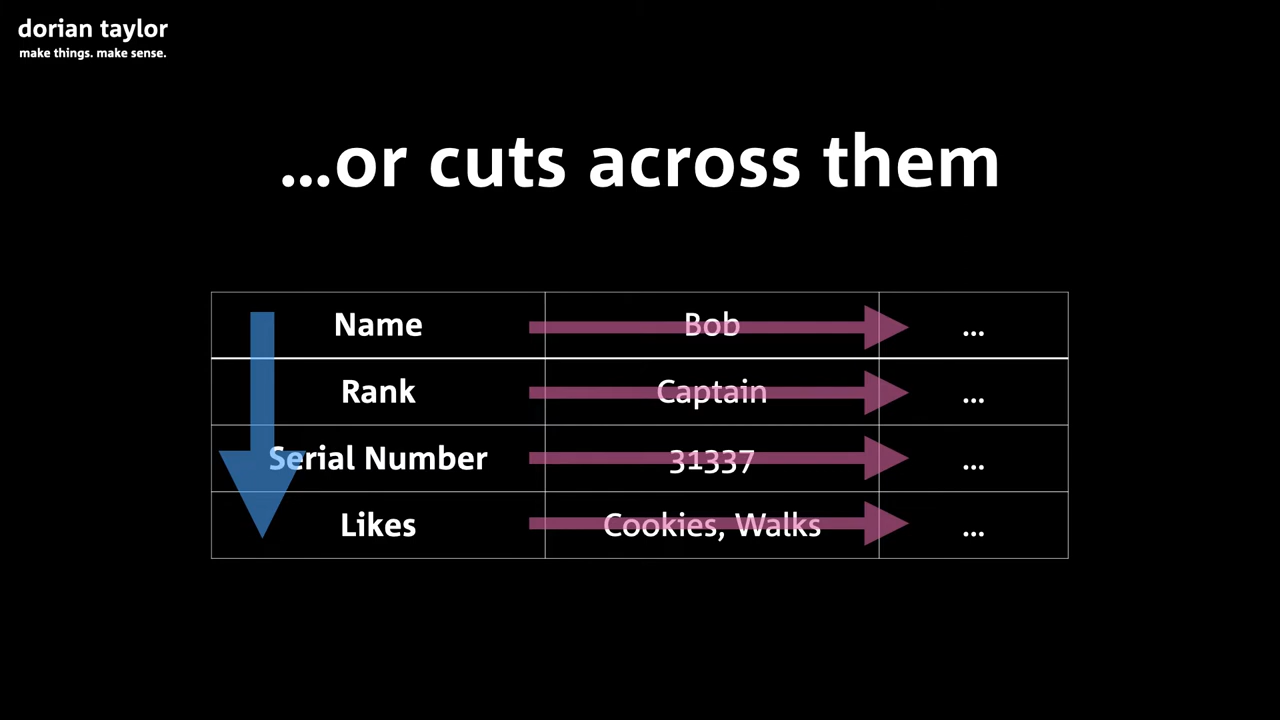 dorian taylor
make things. make sense.
...or cuts across them
Name Bob ...
Rank Captain ...
Serial Number 31337 ...
Likes Cookies, Walks ...